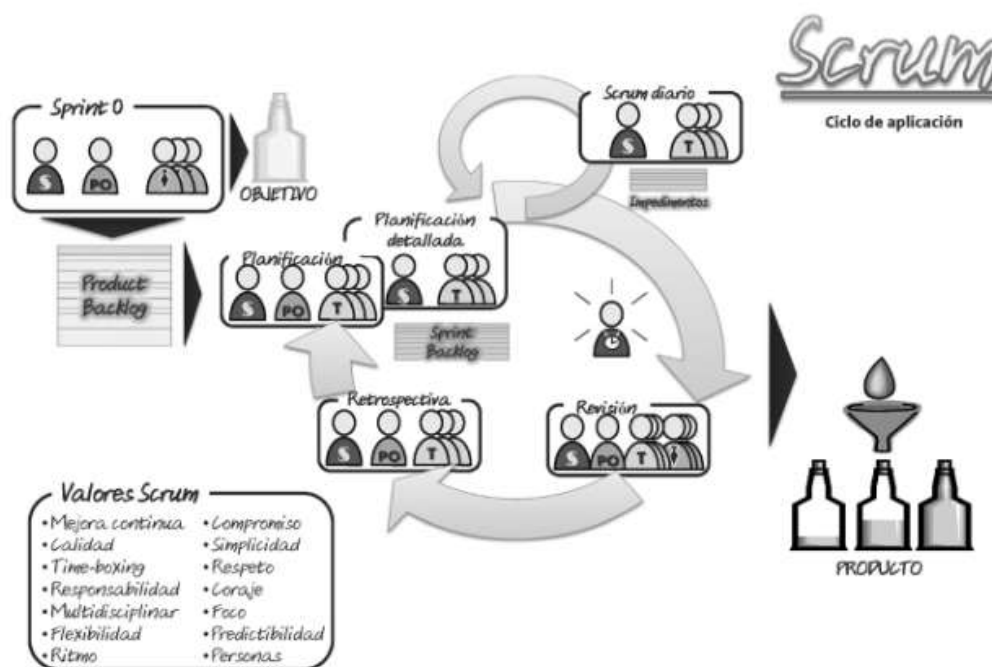 Scrum
Ciclo de aplicación
Sprint 0
S
PO
OBJETIVO
Product
Backlog
Scrum diario
S
T
Impedimentos
Planificación
detallada
S
T
Planificación
S
PO
T
Sprint
Backlog
Retrospectiva
S
PO
T
Revisión
S
PO
T
PRODUCTO
Valores Scrum
• Mejora continua
• Calidad
• Time-boxing
• Responsabilidad
• Multidisciplinar
• Flexibilidad
• Ritmo
• Compromiso
• Simplicidad
• Respeto
• Coraje
• Foco
• Predictibilidad
• Personas